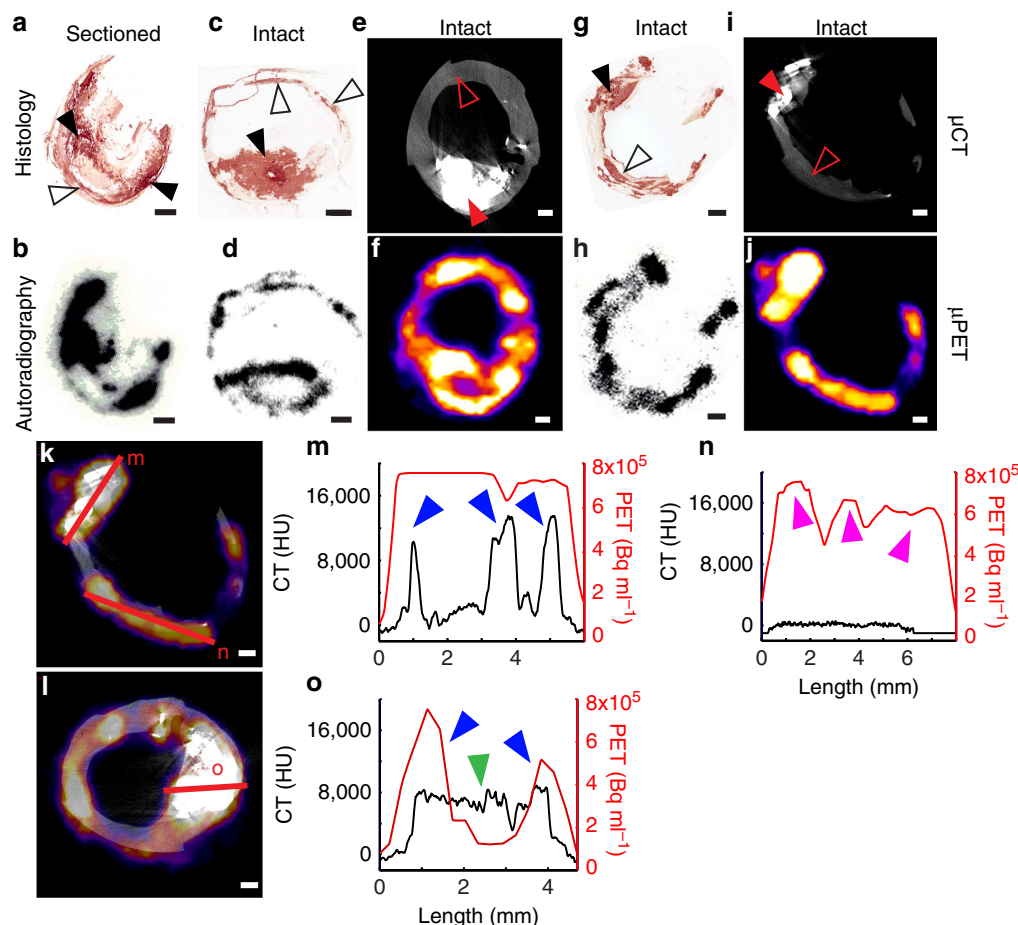 a Sectioned
c Intact
e Intact
g Intact
i Intact
Histology
μCT
b
d
f
h
j
Autoradiography
μPET
k
m
n
m
16,000
8,000
0
CT (HU)
8x10⁵
6
4
2
0
PET (Bq ml⁻¹)
0 2 4
n
16,000
8,000
0
CT (HU)
8x10⁵
6
4
2
0
PET (Bq ml⁻¹)
0 2 4 6
Length (mm)
l
o
o
16,000
8,000
0
CT (HU)
8x10⁵
6
4
2
0
PET (Bq ml⁻¹)
0 2 4
Length (mm)